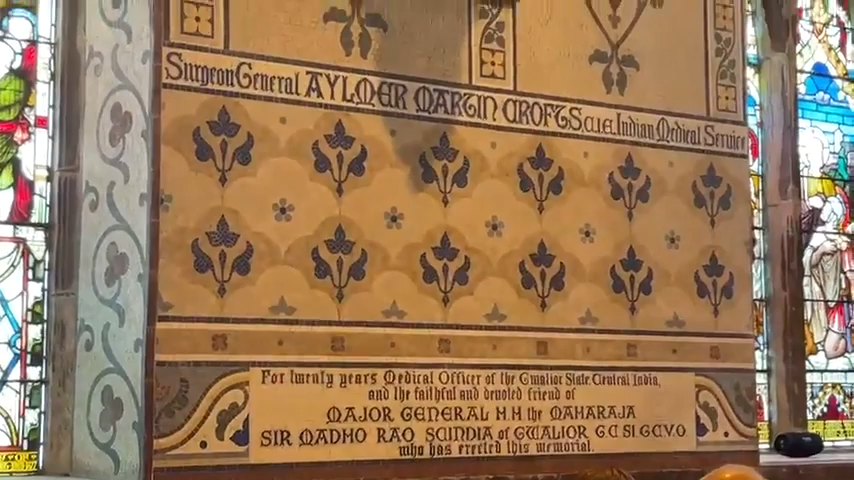 Surgeon General AYLMER MARTIN CROFTS C.I.E. Indian Medical Service
For twenty years Medical Officer of the Gwalior State, Central India,
and the faithful and devoted friend of
MAJOR GENERAL H.H the MAHARAJA
SIR MADHO RAO SCINDIA of GWALIOR G.C.SI G.C.V.O
who has erected this memorial.